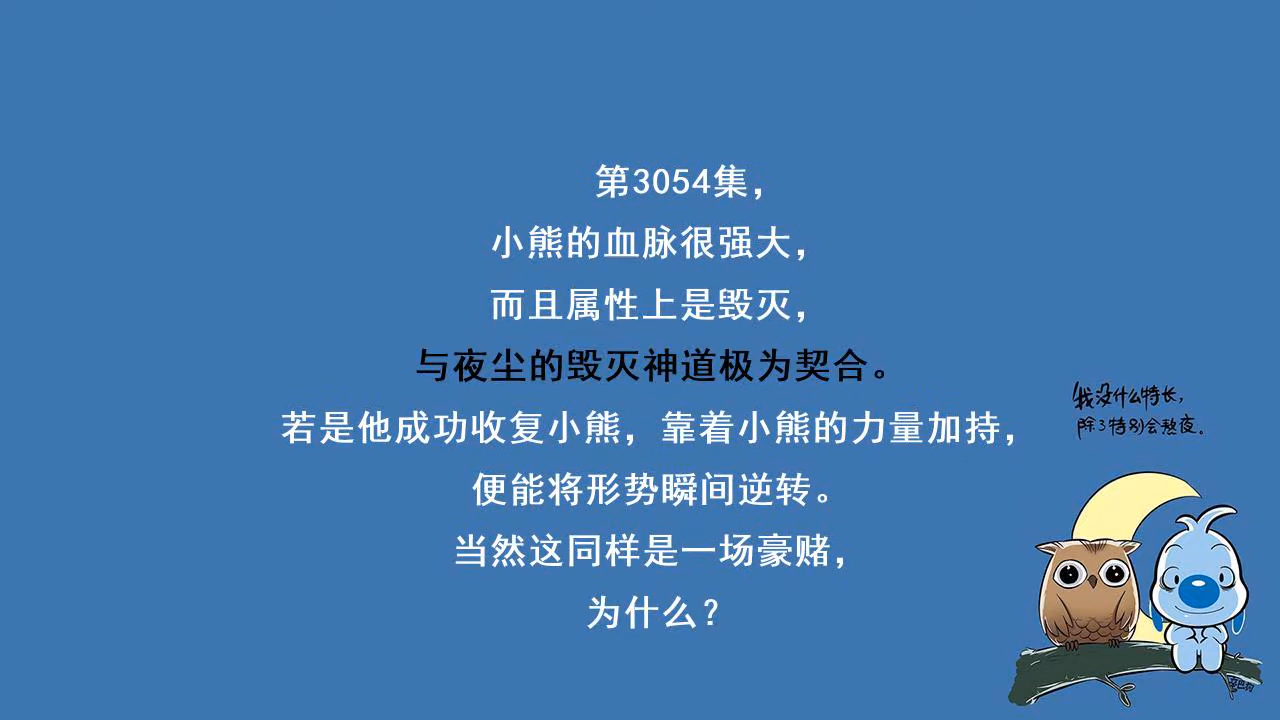 第3054集，
小熊的血脉很强大，
而且属性上是毁灭，
与夜尘的毁灭神道极为契合。
若是他成功收复小熊，靠着小熊的力量加持，
便能将形势瞬间逆转。
当然这同样是一场豪赌，
为什么？
我没什么特长，
除了特别会熬夜。